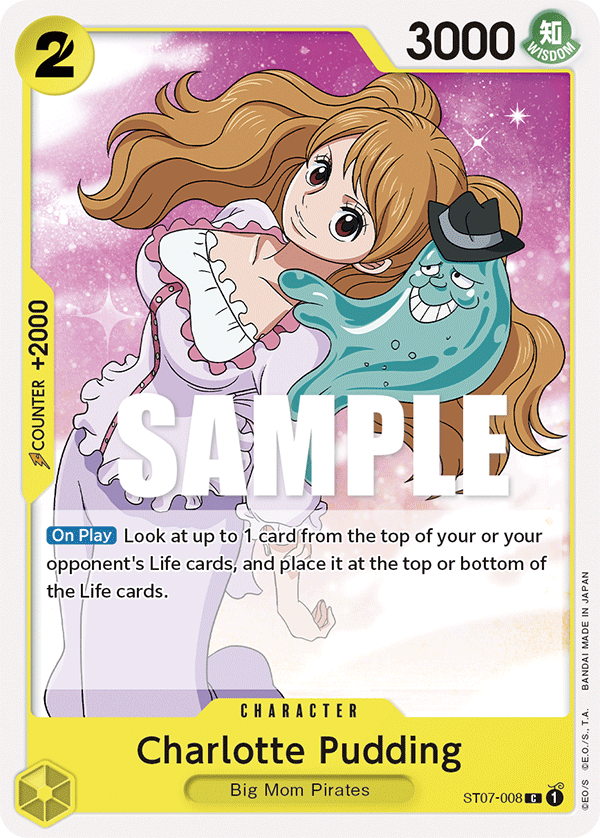 2
3000
知
WISDOM
COUNTER +2000
SAMPLE
On Play Look at up to 1 card from the top of your or your
opponent's Life cards, and place it at the top or bottom of
the Life cards.
CHARACTER
Charlotte Pudding
Big Mom Pirates
ST07-008 C 1
©EO/S ©E.O./S., T.A. BANDAI MADE IN JAPAN